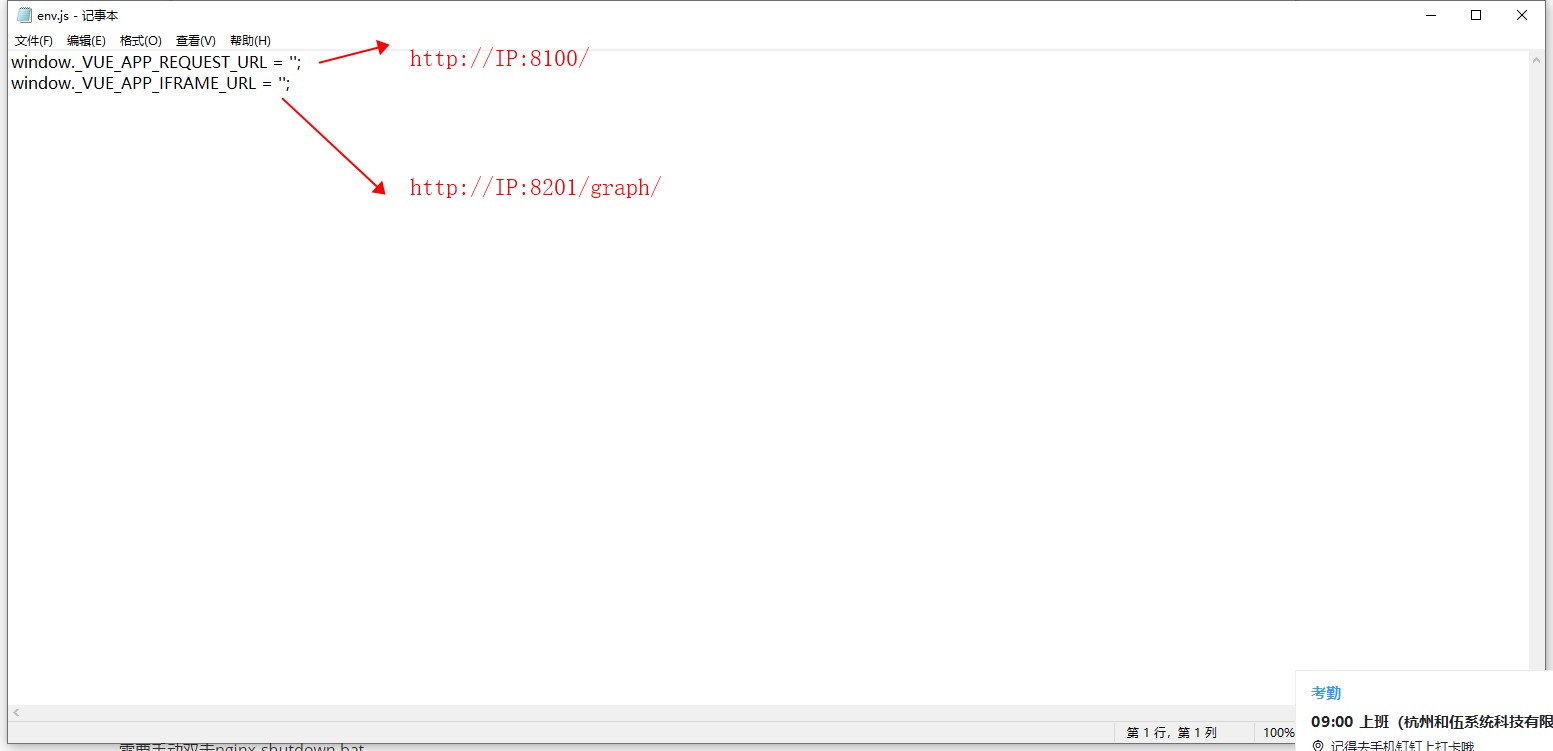 env.js - 记事本
文件(F) 编辑(E) 格式(O) 查看(V) 帮助(H)
window._VUE_APP_REQUEST_URL = '';
http://IP:8100/
window._VUE_APP_IFRAME_URL = '';
http://IP:8201/graph/
考勤
09:00 上班（杭州和伍系统科技有限
第 1 行，第 1 列
100%
记得去手机钉钉上打卡哦
需要手动双击nginx-shutdown.bat